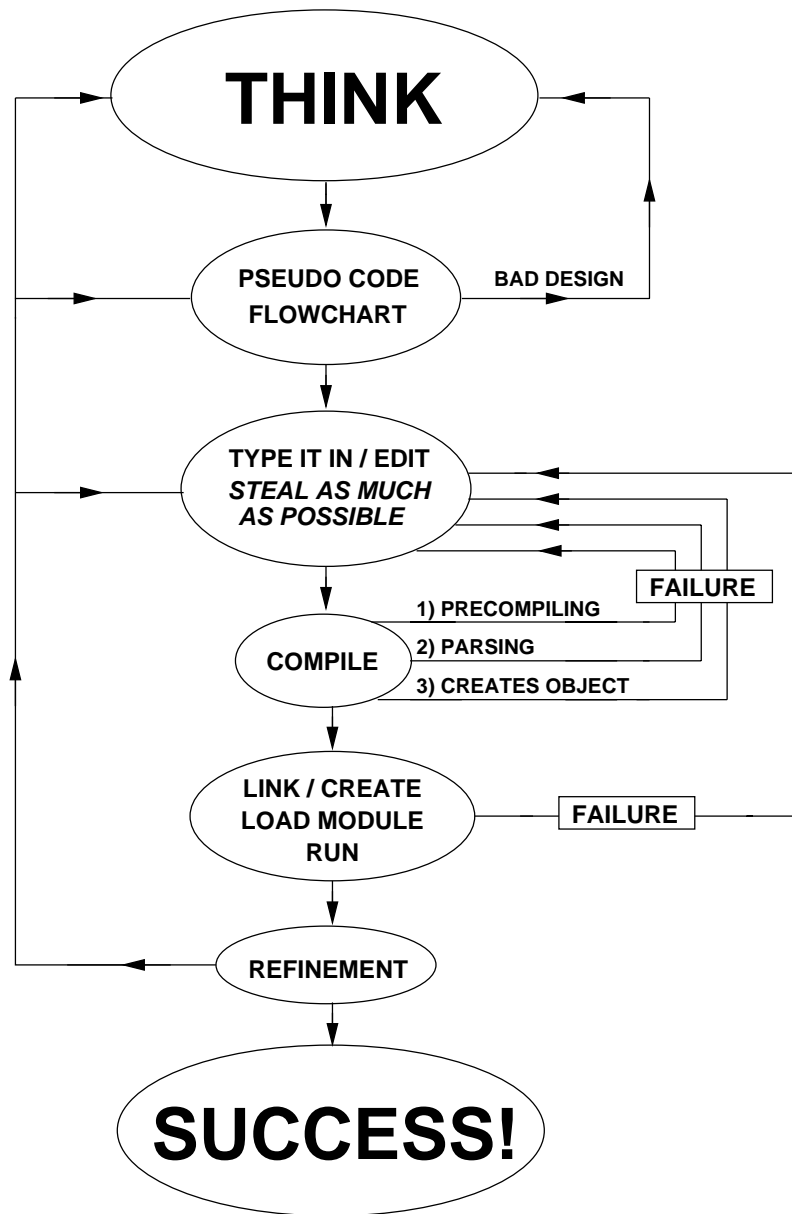 THINK
PSEUDO CODE
FLOWCHART
BAD DESIGN
TYPE IT IN / EDIT
STEAL AS MUCH
AS POSSIBLE
FAILURE
1) PRECOMPILING
COMPILE
2) PARSING
3) CREATES OBJECT
LINK / CREATE
LOAD MODULE
RUN
FAILURE
REFINEMENT
SUCCESS!